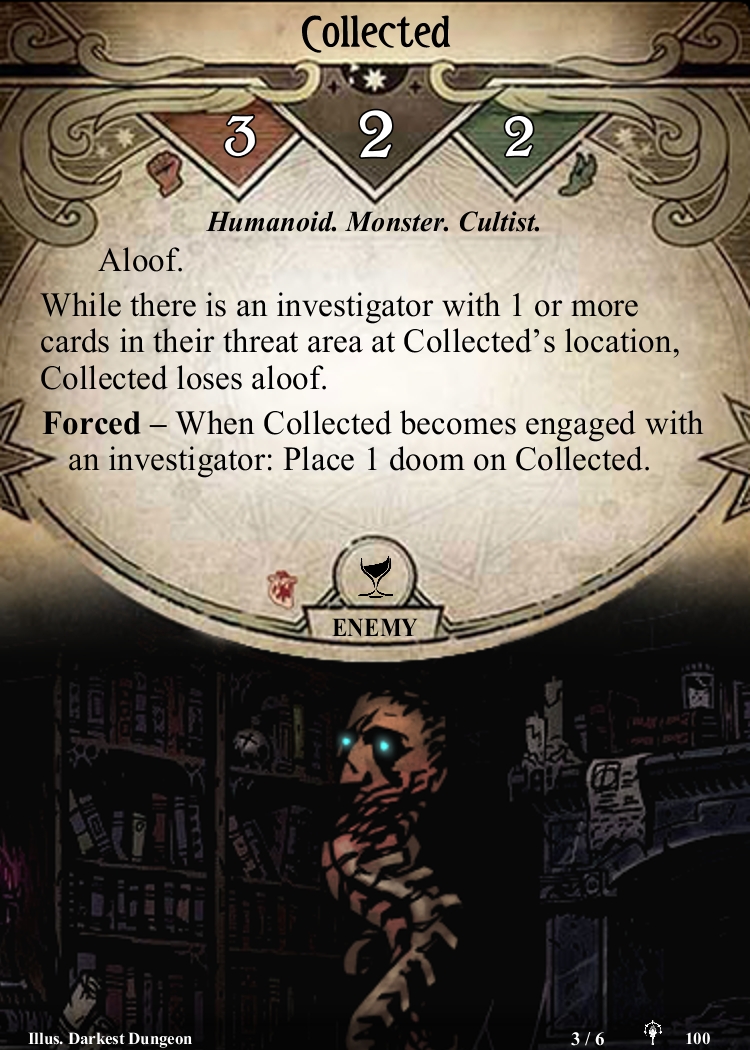 Collected
3 2 2
Humanoid. Monster. Cultist.
Aloof.
While there is an investigator with 1 or more
cards in their threat area at Collected’s location,
Collected loses aloof.
Forced – When Collected becomes engaged with
an investigator: Place 1 doom on Collected.
ENEMY
Illus. Darkest Dungeon 3 / 6 100